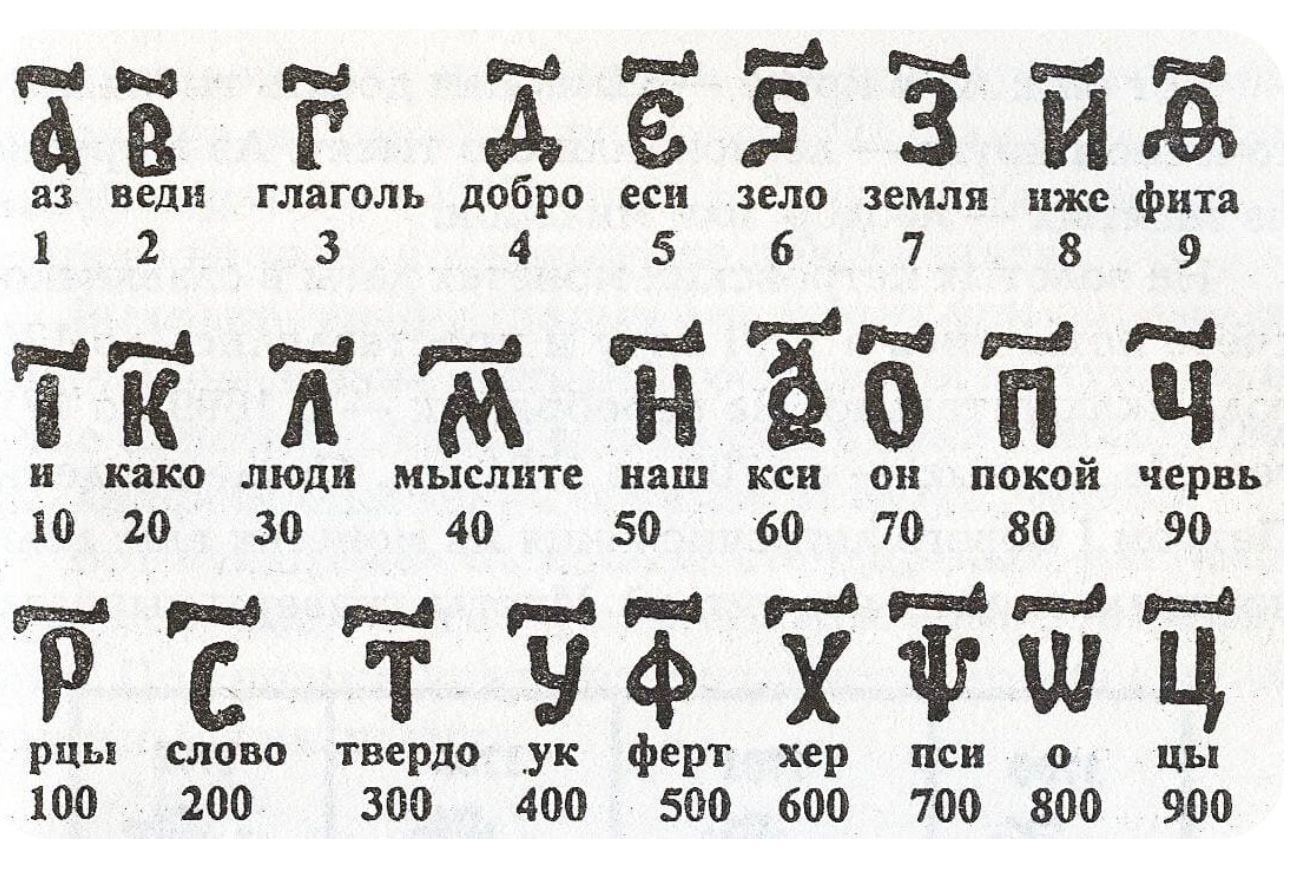 А҃ В҃ Г҃ Д҃ Є҃ Ѕ҃ З҃ И҃ Ѳ҃
аз веди глаголь добро еси зело земля иже фита
1 2 3 4 5 6 7 8 9
І҃ К҃ Л҃ М҃ Н҃ Ѯ҃ О҃ П҃ Ч҃
и како люди мыслите наш кси он покой червь
10 20 30 40 50 60 70 80 90
Р҃ С҃ Т҃ У҃ Ф҃ Х҃ Ѱ҃ Ѡ҃ Ц҃
рцы слово твердо ук ферт хер пси о цы
100 200 300 400 500 600 700 800 900